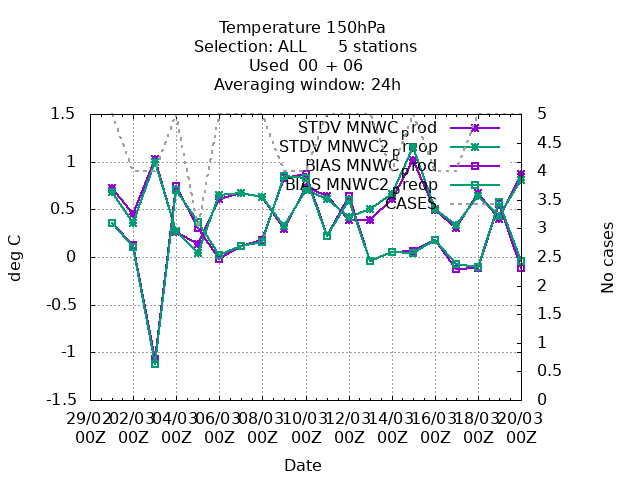 Temperature 150hPa
Selection: ALL 5 stations
Used 00 + 06
Averaging window: 24h
STDV MNWC_prod
STDV MNWC2_preop
BIAS MNWC_prod
BIAS MNWC2_preop
CASES
1.5
1
0.5
0
-0.5
-1
-1.5
deg C
5
4.5
4
3.5
3
2.5
2
1.5
1
0.5
0
No cases
29/02 02/03 04/03 06/03 08/03 10/03 12/03 14/03 16/03 18/03 20/03
00Z 00Z 00Z 00Z 00Z 00Z 00Z 00Z 00Z 00Z 00Z
Date